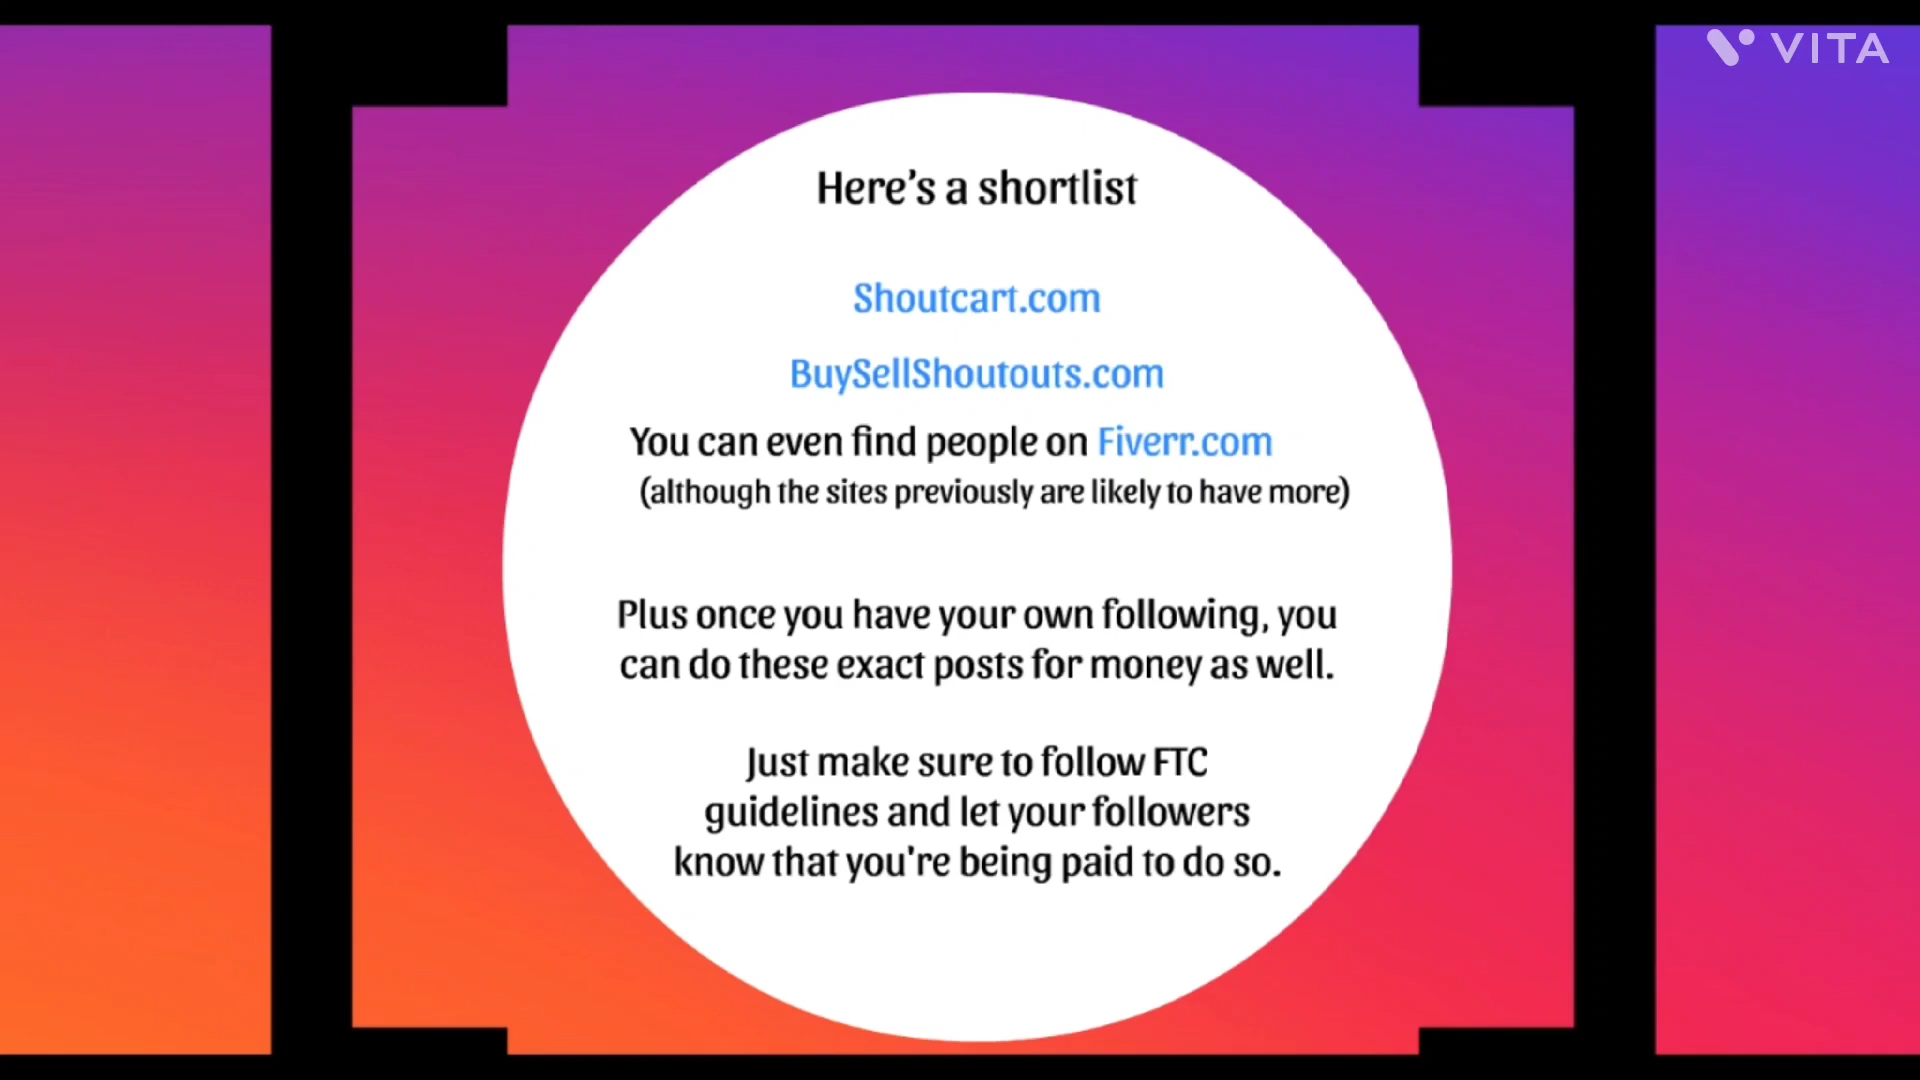 VITA
Here’s a shortlist
Shoutcart.com
BuySellShoutouts.com
You can even find people on Fiverr.com
(although the sites previously are likely to have more)
Plus once you have your own following, you
can do these exact posts for money as well.
Just make sure to follow FTC
guidelines and let your followers
know that you're being paid to do so.